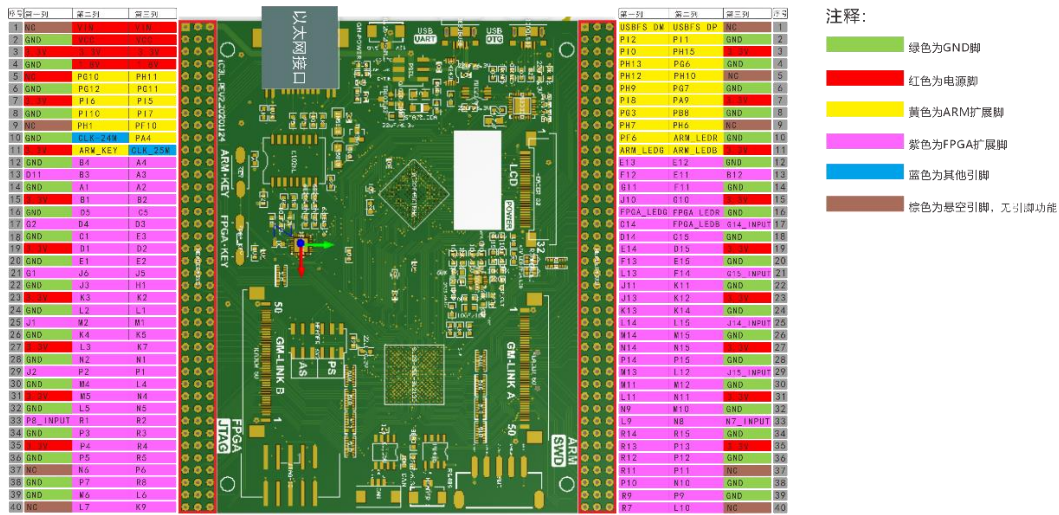 序号 第一列 第二列 第三列
1 NC VIN VIN
2 GND VCC VCC
3 3.3V 3.3V 3.3V
4 GND 1.8V 1.8V
5 NC PG10 PH11
6 GND PG12 PG11
7 3.3V PI6 PI5
8 GND PI10 PI7
9 NC PH1 PF10
10 GND CLK-24M PA4
11 3.3V ARM_KEY CLK_25M
12 GND B4 A4
13 D11 B3 A3
14 GND A1 A2
15 3.3V B1 B2
16 GND D5 C5
17 G2 D4 D3
18 GND C1 E3
19 3.3V D1 D2
20 GND E1 E2
21 G1 J6 J5
22 GND J3 H1
23 3.3V K3 K2
24 GND L2 L1
25 J1 M2 M1
26 GND K4 K5
27 3.3V L3 K7
28 GND N2 N1
29 J2 P2 P1
30 GND M4 L4
31 3.3V M5 N4
32 GND L5 N5
33 P8_INPUT R1 R2
34 GND P3 R3
35 3.3V P4 R4
36 GND P5 R5
37 NC N6 P6
38 GND P7 R8
39 GND M6 L6
40 NC L7 K9
以太网接口
USB
UART
USB
OTG
ARM+KEY
FPGA+KEY
LCD
POWER
1
32
50
GM-LINK B
1
AS
PS
1
GM-LINK A
50
FPGA
JTAG
ARM
SWD
第一列 第二列 第三列 序号
USBFS_DM USBFS_DP NC 1
PI2 PI1 GND 2
PI0 PH15 3.3V 3
PH13 PG6 GND 4
PH12 PH10 NC 5
PH9 PG7 GND 6
PI8 PA9 3.3V 7
PG3 PB8 GND 8
PH7 PH6 NC 9
PF6 ARM_LEDR GND 10
ARM_LEDG ARM_LEDB 3.3V 11
E13 E12 GND 12
F12 E11 B12 13
G11 F11 GND 14
J10 G10 3.3V 15
FPGA_LEDG FPGA_LEDR GND 16
C14 FPGA_LEDB G14_INPUT 17
D14 C15 GND 18
E14 D15 3.3V 19
F13 E15 GND 20
L13 F14 G15_INPUT 21
J11 K11 GND 22
J13 K12 3.3V 23
K13 K14 GND 24
L14 L15 J14_INPUT 25
M14 M15 GND 26
N14 N15 3.3V 27
P14 P15 GND 28
M13 L12 J15_INPUT 29
M11 M12 GND 30
L11 N11 3.3V 31
N9 M10 GND 32
L9 N8 N7_INPUT 33
R14 R15 GND 34
R13 P13 3.3V 35
R12 P12 GND 36
R11 P11 NC 37
P10 N10 GND 38
R9 P9 GND 39
R7 L10 NC 40
注释：
绿色为GND脚
红色为电源脚
黄色为ARM扩展脚
紫色为FPGA扩展脚
蓝色为其他引脚
棕色为悬空引脚，无引脚功能